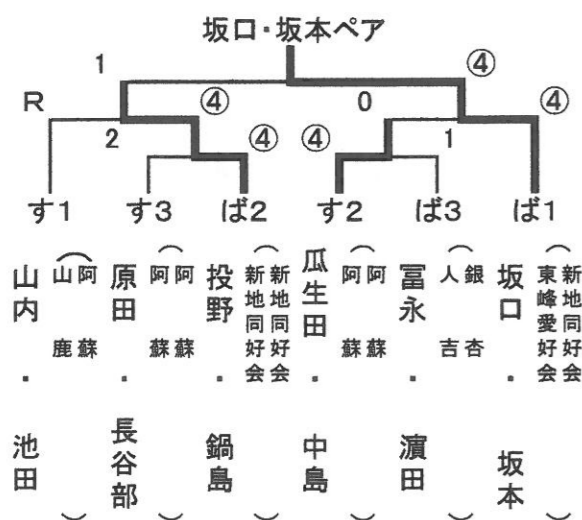 坂口・坂本ペア
1 ④
R ④ 0 ④
2 ④ ④ 1
す1 す3 ば2 す2 ば3 ば1
山内・池田（阿蘇 山鹿）
原田・長谷部（阿蘇 阿蘇）
投野・鍋島（新地同好会 新地同好会）
瓜生田・中島（阿蘇 阿蘇）
冨永・濵田（銀杏 人吉）
坂口・坂本（新地同好会 東峰愛好会）